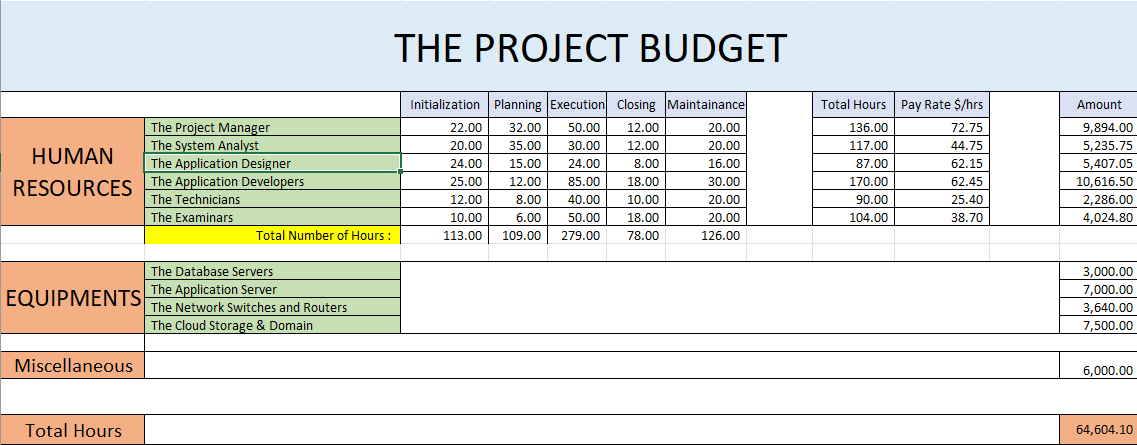 THE PROJECT BUDGET
Initialization Planning Execution Closing Maintainance Total Hours Pay Rate $/hrs Amount
HUMAN RESOURCES
The Project Manager 22.00 32.00 50.00 12.00 20.00 136.00 72.75 9,894.00
The System Analyst 20.00 35.00 30.00 12.00 20.00 117.00 44.75 5,235.75
The Application Designer 24.00 15.00 24.00 8.00 16.00 87.00 62.15 5,407.05
The Application Developers 25.00 12.00 85.00 18.00 30.00 170.00 62.45 10,616.50
The Technicians 12.00 8.00 40.00 10.00 20.00 90.00 25.40 2,286.00
The Examinars 10.00 6.00 50.00 18.00 20.00 104.00 38.70 4,024.80
Total Number of Hours : 113.00 109.00 279.00 78.00 126.00
EQUIPMENTS
The Database Servers 3,000.00
The Application Server 7,000.00
The Network Switches and Routers 3,640.00
The Cloud Storage & Domain 7,500.00
Miscellaneous 6,000.00
Total Hours 64,604.10